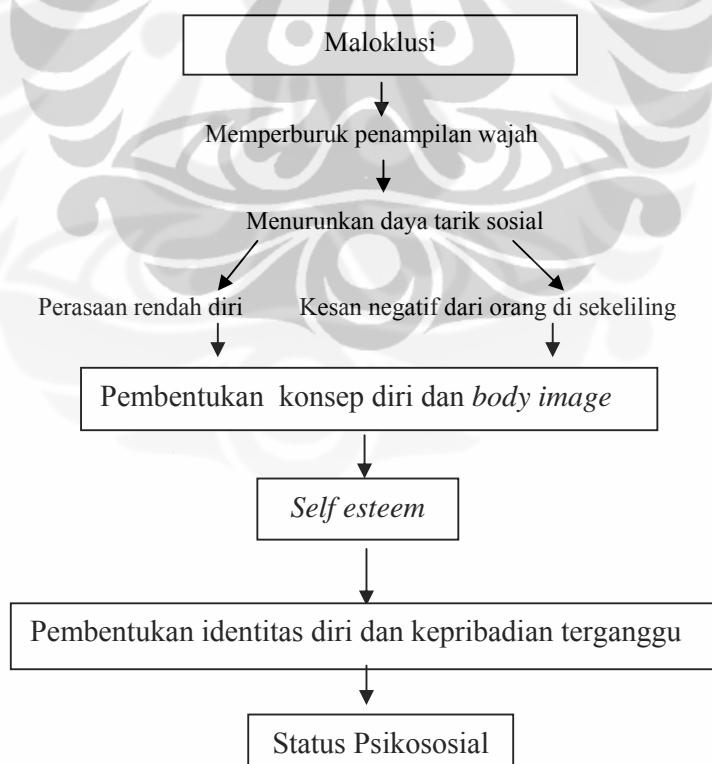 Maloklusi
Memperburuk penampilan wajah
Menurunkan daya tarik sosial
Perasaan rendah diri
Kesan negatif dari orang di sekeliling
Pembentukan konsep diri dan body image
Self esteem
Pembentukan identitas diri dan kepribadian terganggu
Status Psikososial